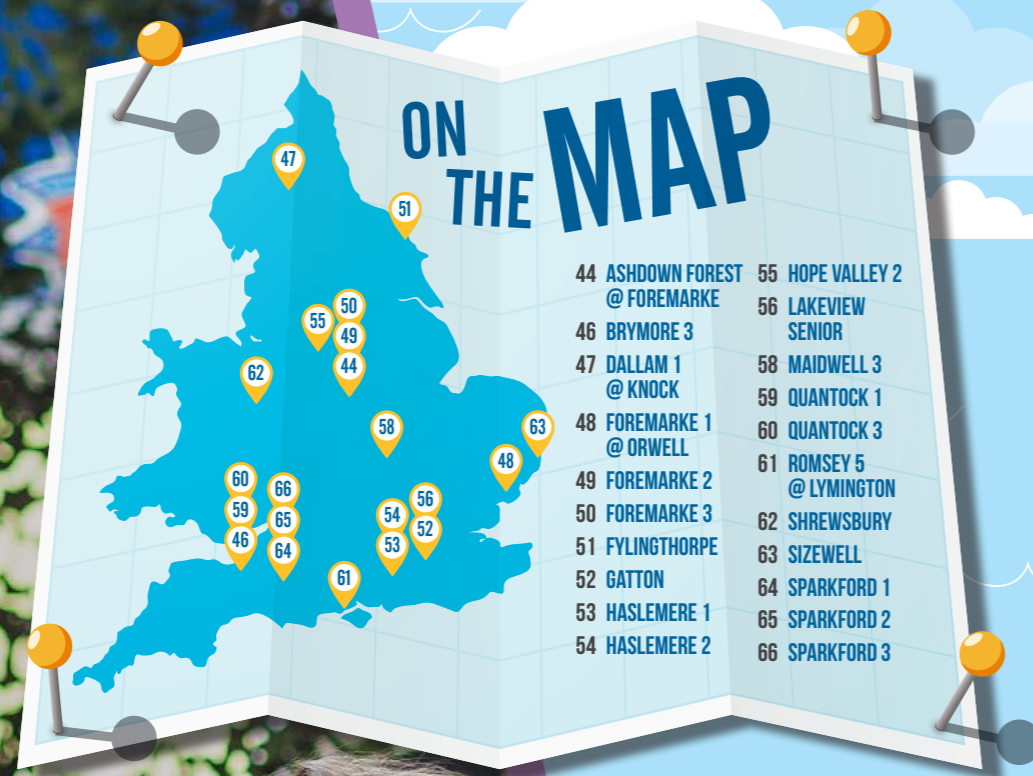 ON
THE
MAP
47
51
50
55
49
44
62
58
63
48
60
66
56
59
54
65
52
46
53
64
61
44 ASHDOWN FOREST
@ FOREMARKE
46 BRYMORE 3
47 DALLAM 1
@ KNOCK
48 FOREMARKE 1
@ ORWELL
49 FOREMARKE 2
50 FOREMARKE 3
51 FYLINGTHORPE
52 GATTON
53 HASLEMERE 1
54 HASLEMERE 2
55 HOPE VALLEY 2
56 LAKEVIEW
SENIOR
58 MAIDWELL 3
59 QUANTOCK 1
60 QUANTOCK 3
61 ROMSEY 5
@ LYMINGTON
62 SHREWSBURY
63 SIZEWELL
64 SPARKFORD 1
65 SPARKFORD 2
66 SPARKFORD 3